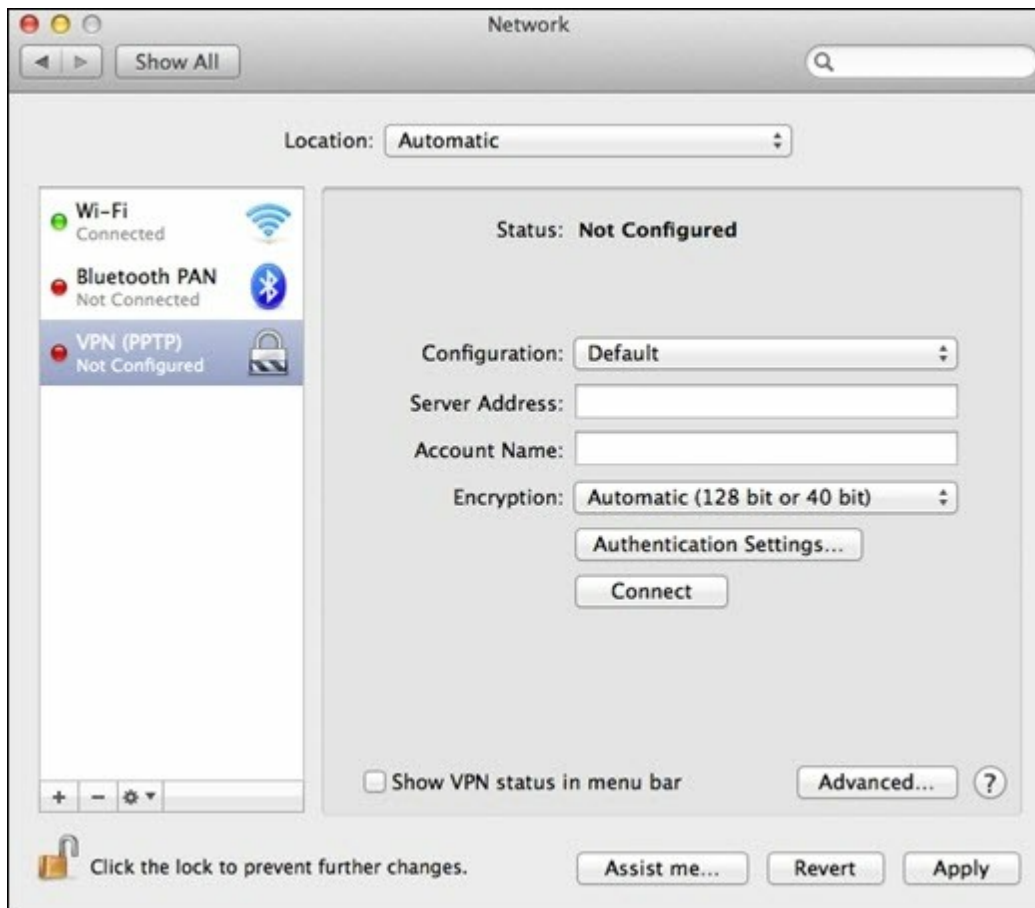 Network
Show All
Location: Automatic
Wi-Fi
Connected
Bluetooth PAN
Not Connected
VPN (PPTP)
Not Configured
Status: Not Configured
Configuration: Default
Server Address:
Account Name:
Encryption: Automatic (128 bit or 40 bit)
Authentication Settings...
Connect
Show VPN status in menu bar
Advanced... ?
+ −
Click the lock to prevent further changes.
Assist me... Revert Apply